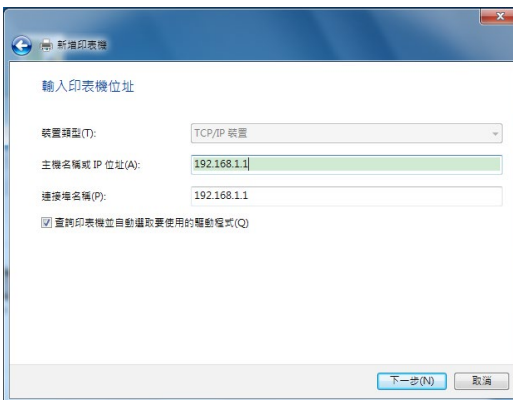 新增印表機
輸入印表機位址
裝置類型(T): TCP/IP 裝置
主機名稱或 IP 位址(A): 192.168.1.1
連接埠名稱(P): 192.168.1.1
查詢印表機並自動選取要使用的驅動程式(Q)
下一步(N) 取消